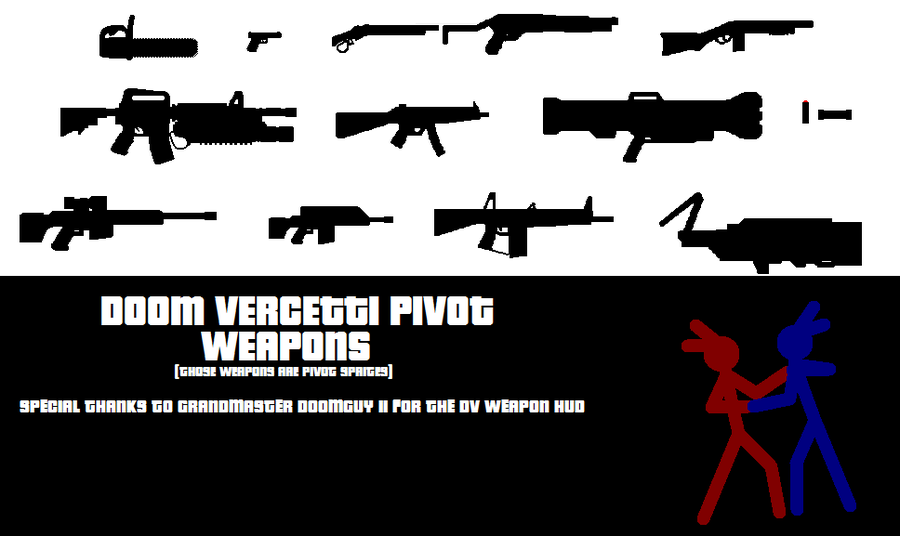 DOOM VERCETTI PIVOT
WEAPONS
[THOSE WEAPONS ARE PIVOT SPRITES]
SPECIAL THANKS TO GRANDMASTER DOOMGUY II FOR THE DV WEAPON HUD